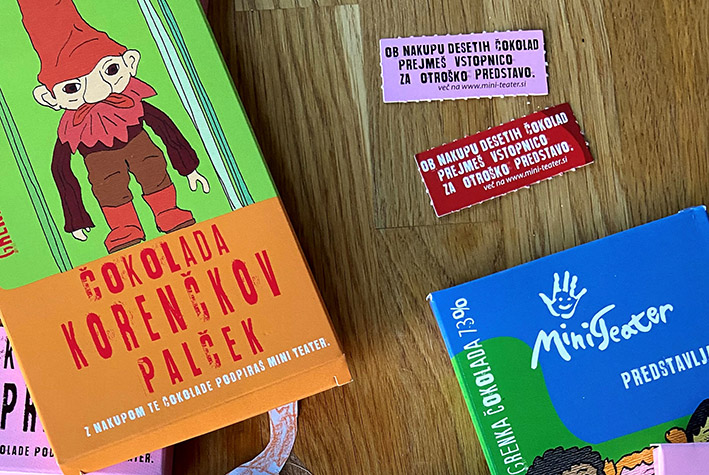 OB NAKUPU DESETIH ČOKOLAD
PREJMEŠ VSTOPNICO
ZA OTROŠKO PREDSTAVO.
več na www.mini-teater.si
OB NAKUPU DESETIH ČOKOLAD
PREJMEŠ VSTOPNICO
ZA OTROŠKO PREDSTAVO.
več na www.mini-teater.si
ČOKOLADA
KORENČKOV
PALČEK
Z NAKUPOM TE ČOKOLADE PODPIRAŠ MINI TEATER.
MiniTeater
PREDSTAVLJ
GRENKA ČOKOLADA 73%
MINI TEATER.